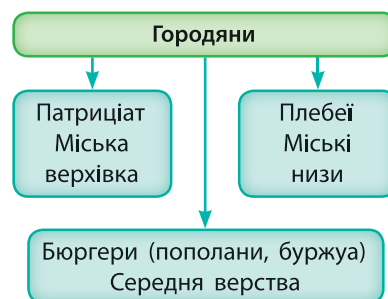 Городяни
Патриціат
Міська
верхівка
Плебеї
Міські
низи
Бюргери (пополани, буржуа)
Середня верства